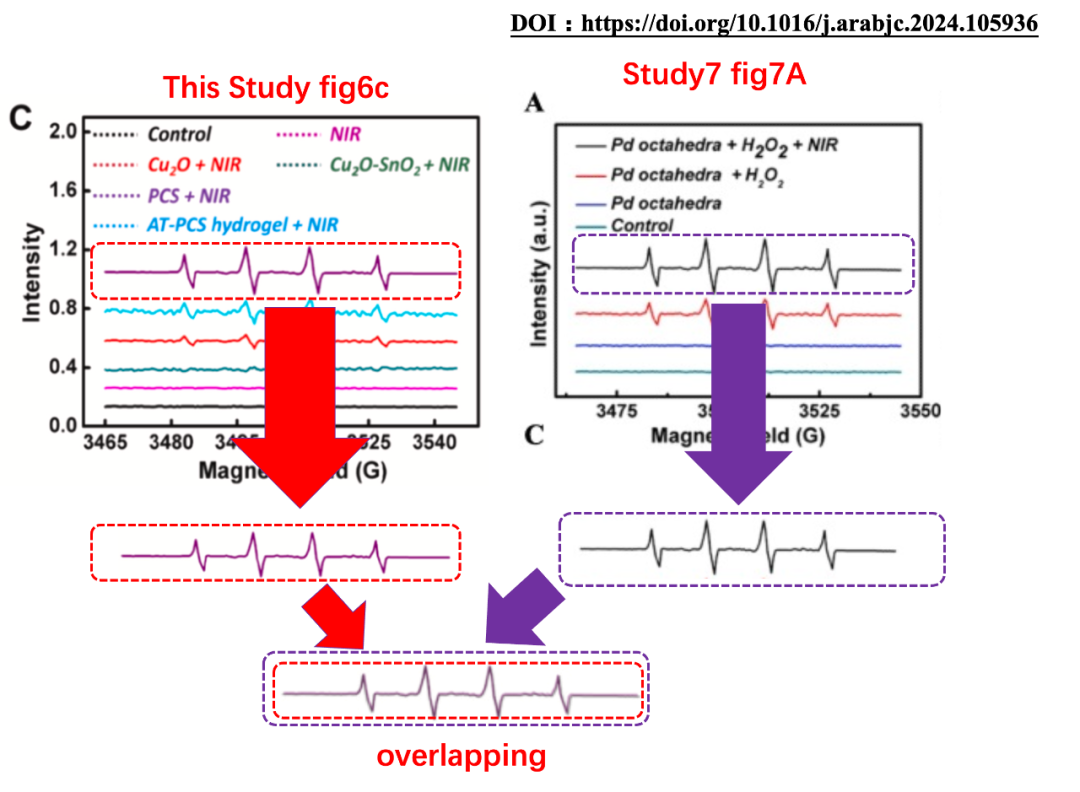 DOI：https://doi.org/10.1016/j.arabjc.2024.105936
This Study fig6c
Study7 fig7A
C
Control
NIR
Cu₂O + NIR
Cu₂O-SnO₂ + NIR
PCS + NIR
AT-PCS hydrogel + NIR
Intensity
2.0
1.6
1.2
0.8
0.4
0.0
3465 3480 3525 3540
(G)
A
Pd octahedra + H₂O₂ + NIR
Pd octahedra + H₂O₂
Pd octahedra
Control
Intensity (a.u.)
3475 3525 3550
(G)
C
overlapping